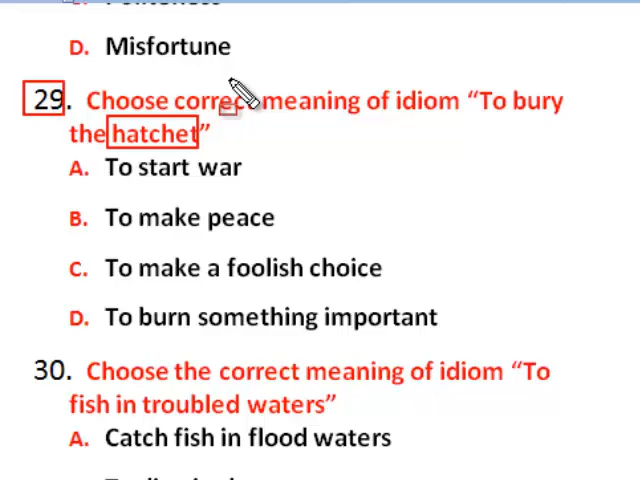 D. Misfortune
29. Choose correct meaning of idiom “To bury
the hatchet”
A. To start war
B. To make peace
C. To make a foolish choice
D. To burn something important
30. Choose the correct meaning of idiom “To
fish in troubled waters”
A. Catch fish in flood waters